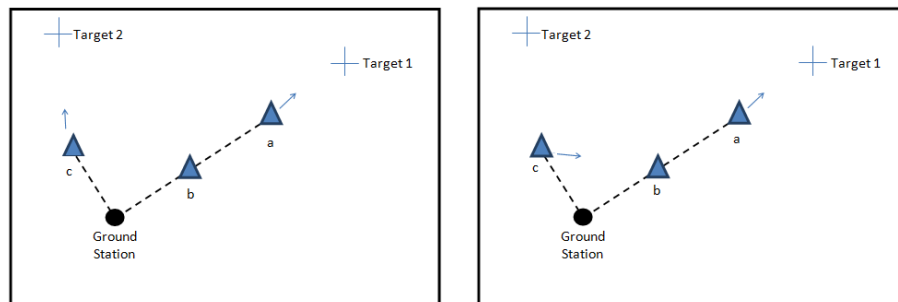 Target 2
Target 1
a
c
b
Ground
Station
Target 2
Target 1
a
c
b
Ground
Station